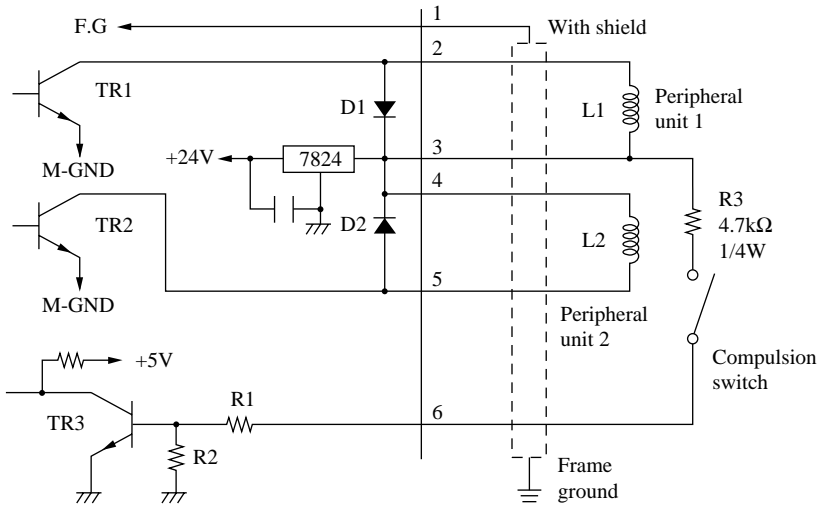 F.G
1
With shield
2
TR1
D1
L1
Peripheral
unit 1
M-GND
+24V
7824
3
4
R3
4.7kΩ
1/4W
TR2
D2
L2
M-GND
5
Peripheral
unit 2
+5V
Compulsion
switch
TR3
R1
6
R2
Frame
ground